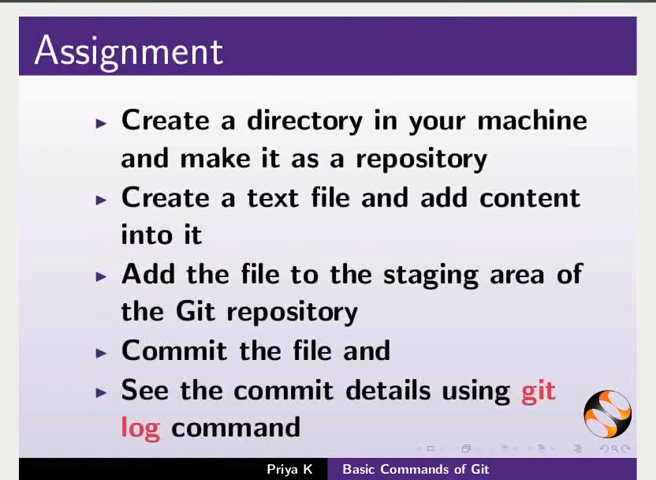 Assignment
Create a directory in your machine
and make it as a repository
Create a text file and add content
into it
Add the file to the staging area of
the Git repository
Commit the file and
See the commit details using git
log command
Priya K Basic Commands of Git